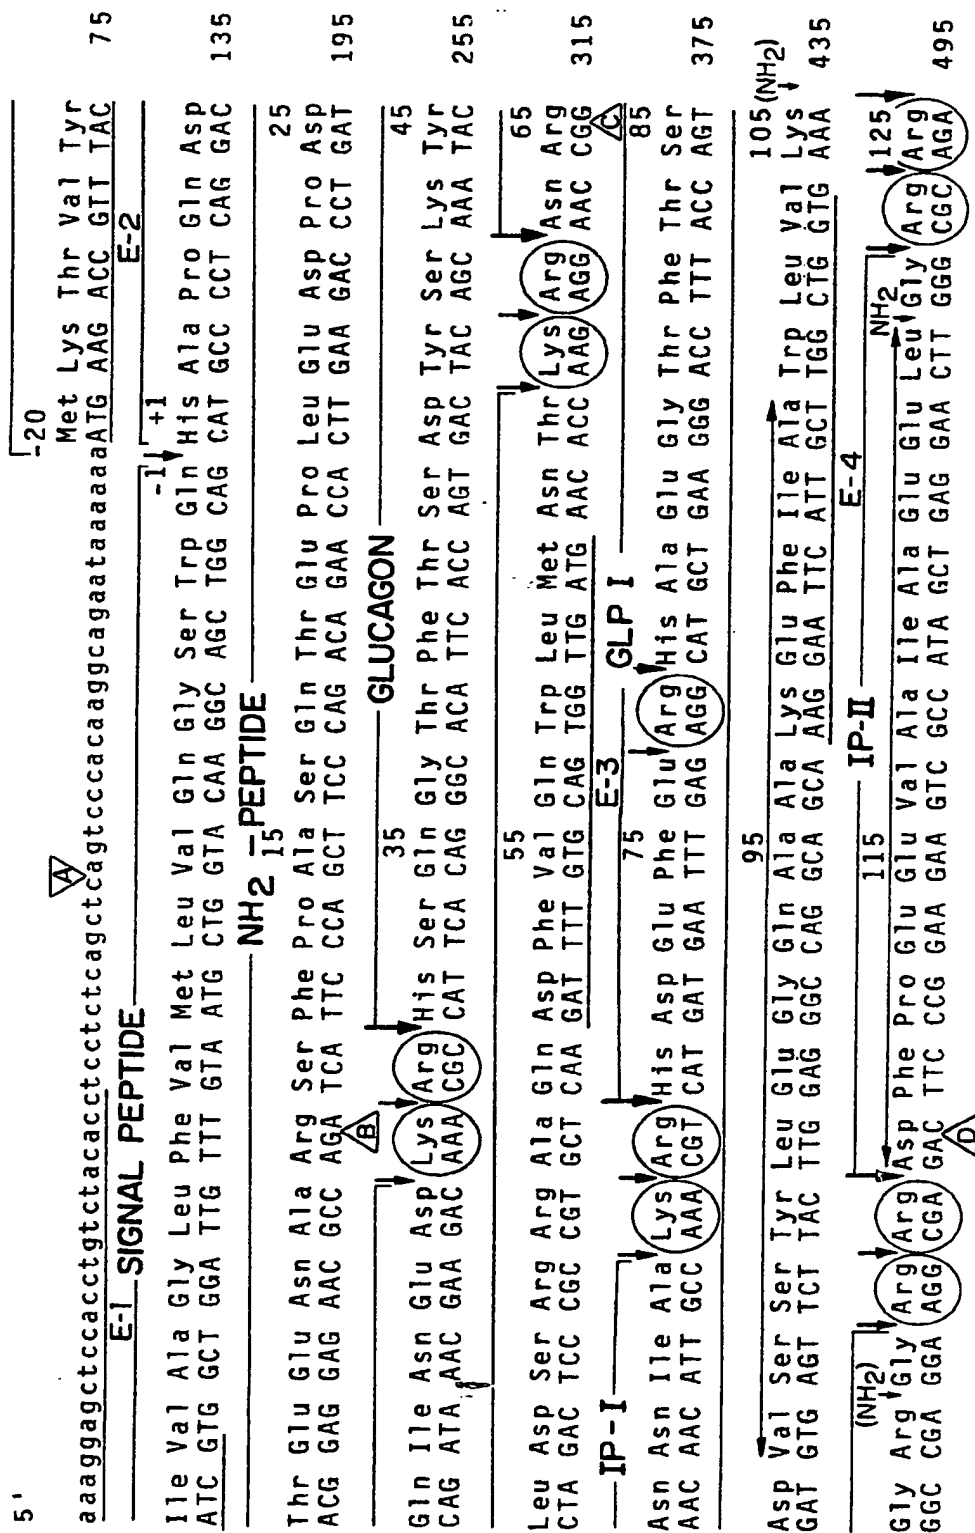 5'
-20
Met Lys Thr Val Tyr
aaaggagctccacctgtctacacctcctctcagctcagtcccacaaggcagaataaaaaaATG AAG ACC GTT TAC 75
A
E-1 SIGNAL PEPTIDE E-2
-1 +1
Ile Val Ala Gly Leu Phe Val Met Leu Val Gln Gly Ser Trp Gln His Ala Pro Gln Asp
ATC GTG GCT GGA TTG TTT GTA ATG CTG GTA CAA GGC AGC TGG CAG CAT GCC CCT CAG GAC 135
NH2 -PEPTIDE
15 25
Thr Glu Glu Asn Ala Arg Ser Phe Pro Ala Ser Gln Thr Glu Pro Leu Glu Asp Pro Asp
ACG GAG GAG AAC GCC AGA TCA TTC CCA GCT TCC CAG ACA GAA CCA CTT GAA GAC CCT GAT 195
B
GLUCAGON
35 45
Gln Ile Asn Glu Asp Lys Arg His Ser Gln Gly Thr Phe Thr Ser Asp Tyr Ser Lys Tyr
CAG ATA AAC GAA GAC AAA CGC CAT TCA CAG GGC ACA TTC ACC AGT GAC TAC AGC AAA TAC 255
55 65
Leu Asp Ser Arg Arg Ala Gln Asp Phe Val Gln Trp Leu Met Asn Thr Lys Arg Asn Arg
CTA GAC TCC CGC CGT GCT CAA GAT TTT GTG CAG TGG TTG ATG AAC ACC AAG AGG AAC CGG 315
C
IP-I E-3 GLP I
75 85
Asn Asn Ile Ala Lys Arg His Asp Glu Phe Glu Arg His Ala Glu Gly Thr Phe Thr Ser
AAC AAC ATT GCC AAA CGT CAT GAT GAA TTT GAG AGG CAT GCT GAA GGG ACC TTT ACC AGT 375
95 105
(NH2)
Asp Val Ser Ser Tyr Leu Glu Gly Gln Ala Ala Lys Glu Phe Ile Ala Trp Leu Val Lys
GAT GTG AGT TCT TAC TTG GAG GGC CAG GCA GCA AAG GAA TTC ATT GCT TGG CTG GTG AAA 435
IP-II E-4
(NH2) 115 NH2 125
Gly Arg Gly Arg Arg Asp Phe Pro Glu Glu Val Ala Ile Ala Glu Glu Leu Gly Arg Arg
GGC CGA GGA AGG CGA GAC TTC CCG GAA GAA GTC GCC ATA GCT GAG GAA CTT GGG CGC AGA 495
D